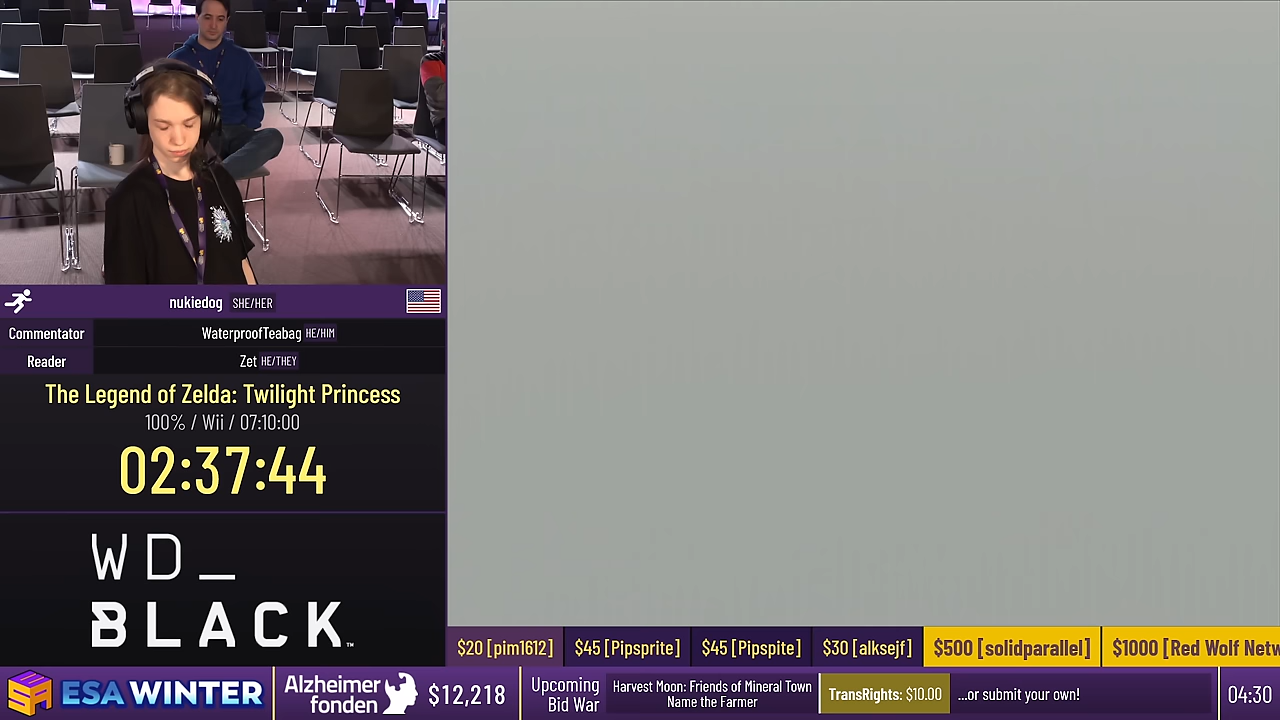 nukiedog SHE/HER
Commentator WaterproofTeabag HE/HIM
Reader Zet HE/THEY
The Legend of Zelda: Twilight Princess
100% / Wii / 07:10:00
02:37:44
WD_
BLACK™
$20 [pim1612] $45 [Pipsprite] $45 [Pipspite] $30 [alksejf] $500 [solidparallel] $1000 [Red Wolf Netw
ESA WINTER
Alzheimer
fonden
$12,218
Upcoming
Bid War
Harvest Moon: Friends of Mineral Town
Name the Farmer
TransRights: $10.00
...or submit your own!
04:30